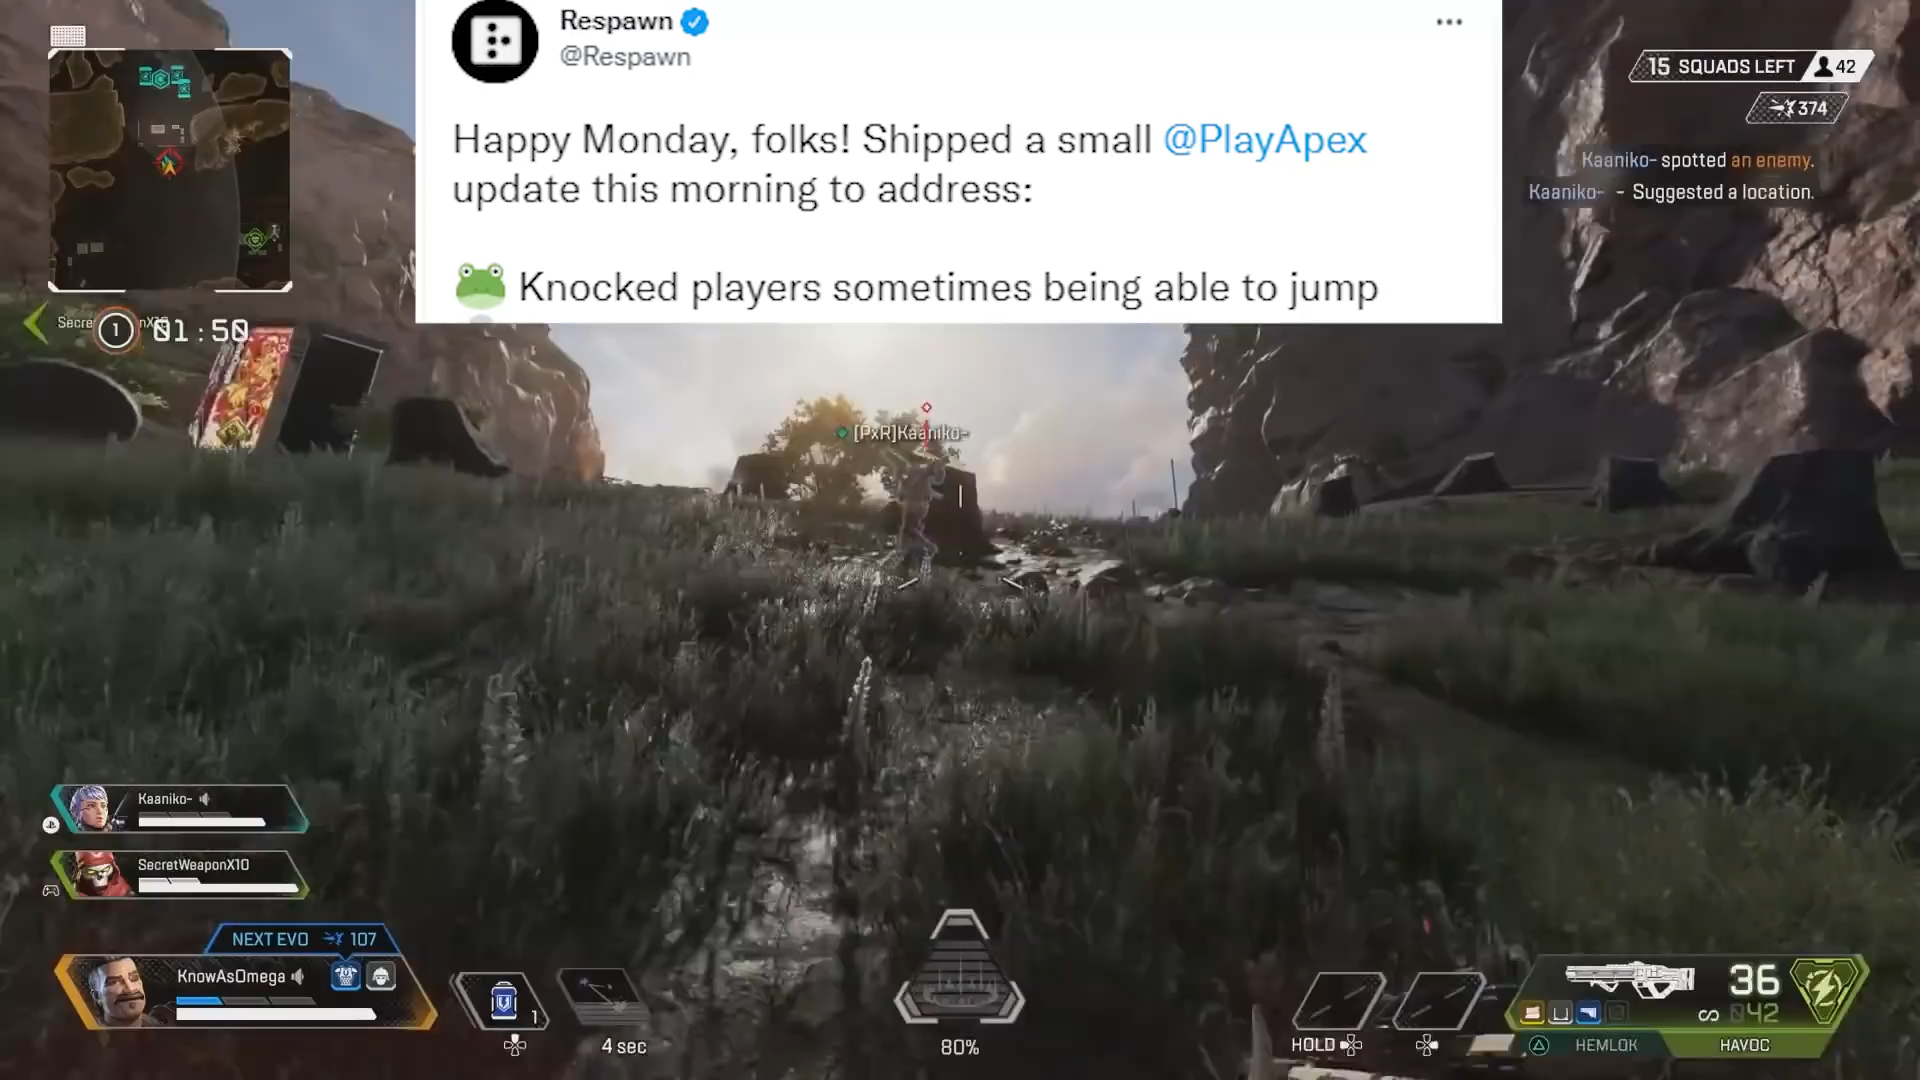 Respawn
@Respawn
Happy Monday, folks! Shipped a small @PlayApex
update this morning to address:
🐸 Knocked players sometimes being able to jump
15 SQUADS LEFT 42
374
Kaaniko- spotted an enemy.
Kaaniko- - Suggested a location.
1 01:50
[PxR]Kaaniko-
Kaaniko-
SecretWeaponX10
NEXT EVO 107
KnowAsOmega
1
4 sec
80%
HOLD
36
∞ 042
HEMLOK
HAVOC